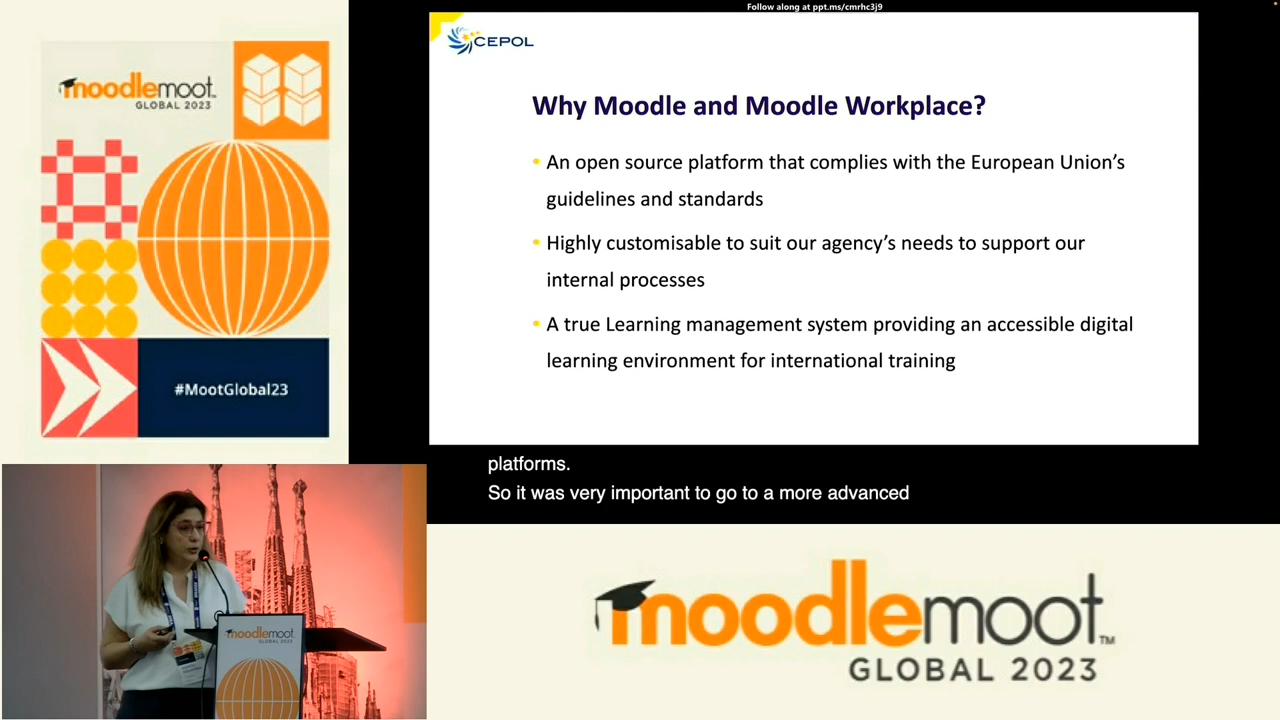 Follow along at ppt.ms/cmrhc3j9
moodlemoot
GLOBAL 2023
#MootGlobal23
CEPOL
Why Moodle and Moodle Workplace?
• An open source platform that complies with the European Union's
guidelines and standards
• Highly customisable to suit our agency's needs to support our
internal processes
• A true Learning management system providing an accessible digital
learning environment for international training
platforms.
So it was very important to go to a more advanced
moodlemoot
GLOBAL 2023
moodlemoot™
GLOBAL 2023